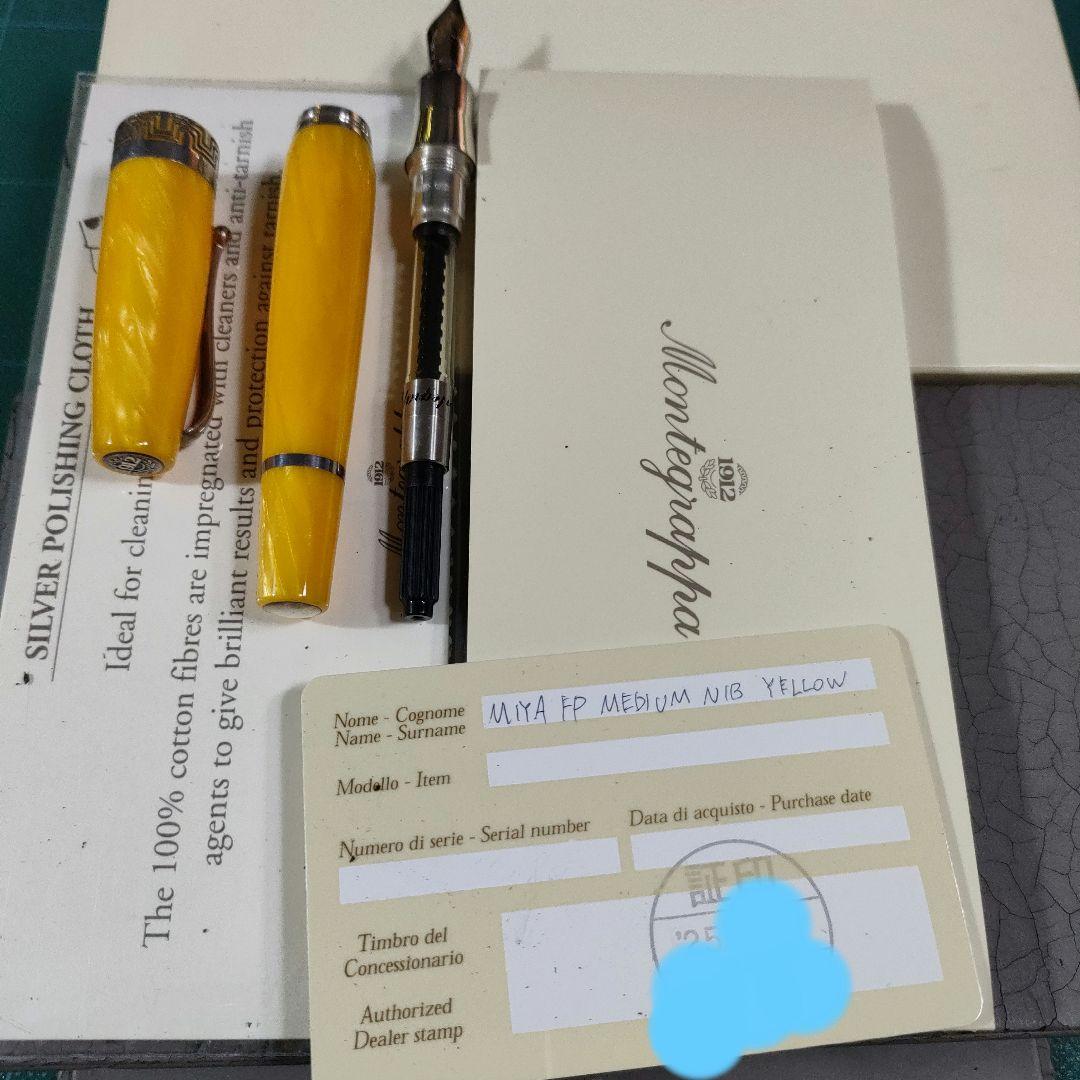 SILVER POLISHING CLOTH
Ideal for cleanin
The 100% cotton fibres are impregnated with cleaners and anti-tarnish
agents to give brilliant results and protection against tarnish
1912
1912
Montegrappa
Nome - Cognome
Name - Surname
MIYA FP MEDIUM NIB YELLOW
Modello - Item
Numero di serie - Serial number
Data di acquisto - Purchase date
Timbro del
Concessionario
Authorized
Dealer stamp
証印
'25